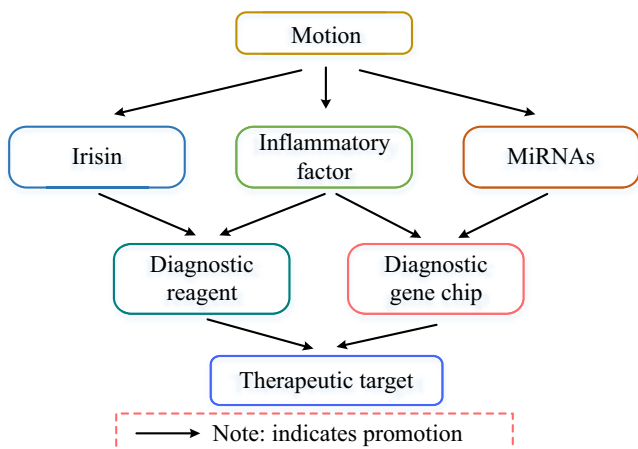 Motion
Irisin
Inflammatory
factor
MiRNAs
Diagnostic
reagent
Diagnostic
gene chip
Therapeutic target
Note: indicates promotion